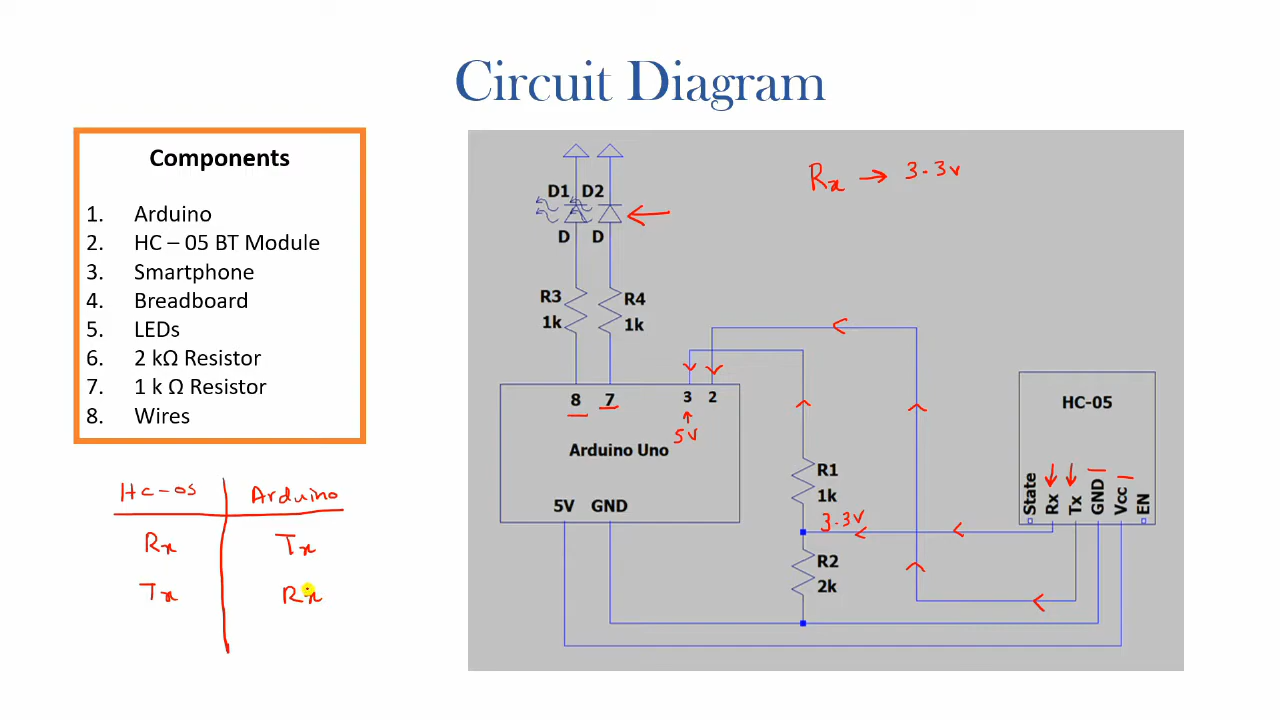 Circuit Diagram
Components
1. Arduino
2. HC – 05 BT Module
3. Smartphone
4. Breadboard
5. LEDs
6. 2 kΩ Resistor
7. 1 k Ω Resistor
8. Wires
Hc-05 Arduino
Rx Tx
Tx Rx
Rx → 3.3v
D1 D2
D D
R3 R4
1k 1k
8 7 3 2
5V
Arduino Uno
5V GND
R1
1k
3.3V
R2
2k
HC-05
State Rx Tx GND Vcc EN